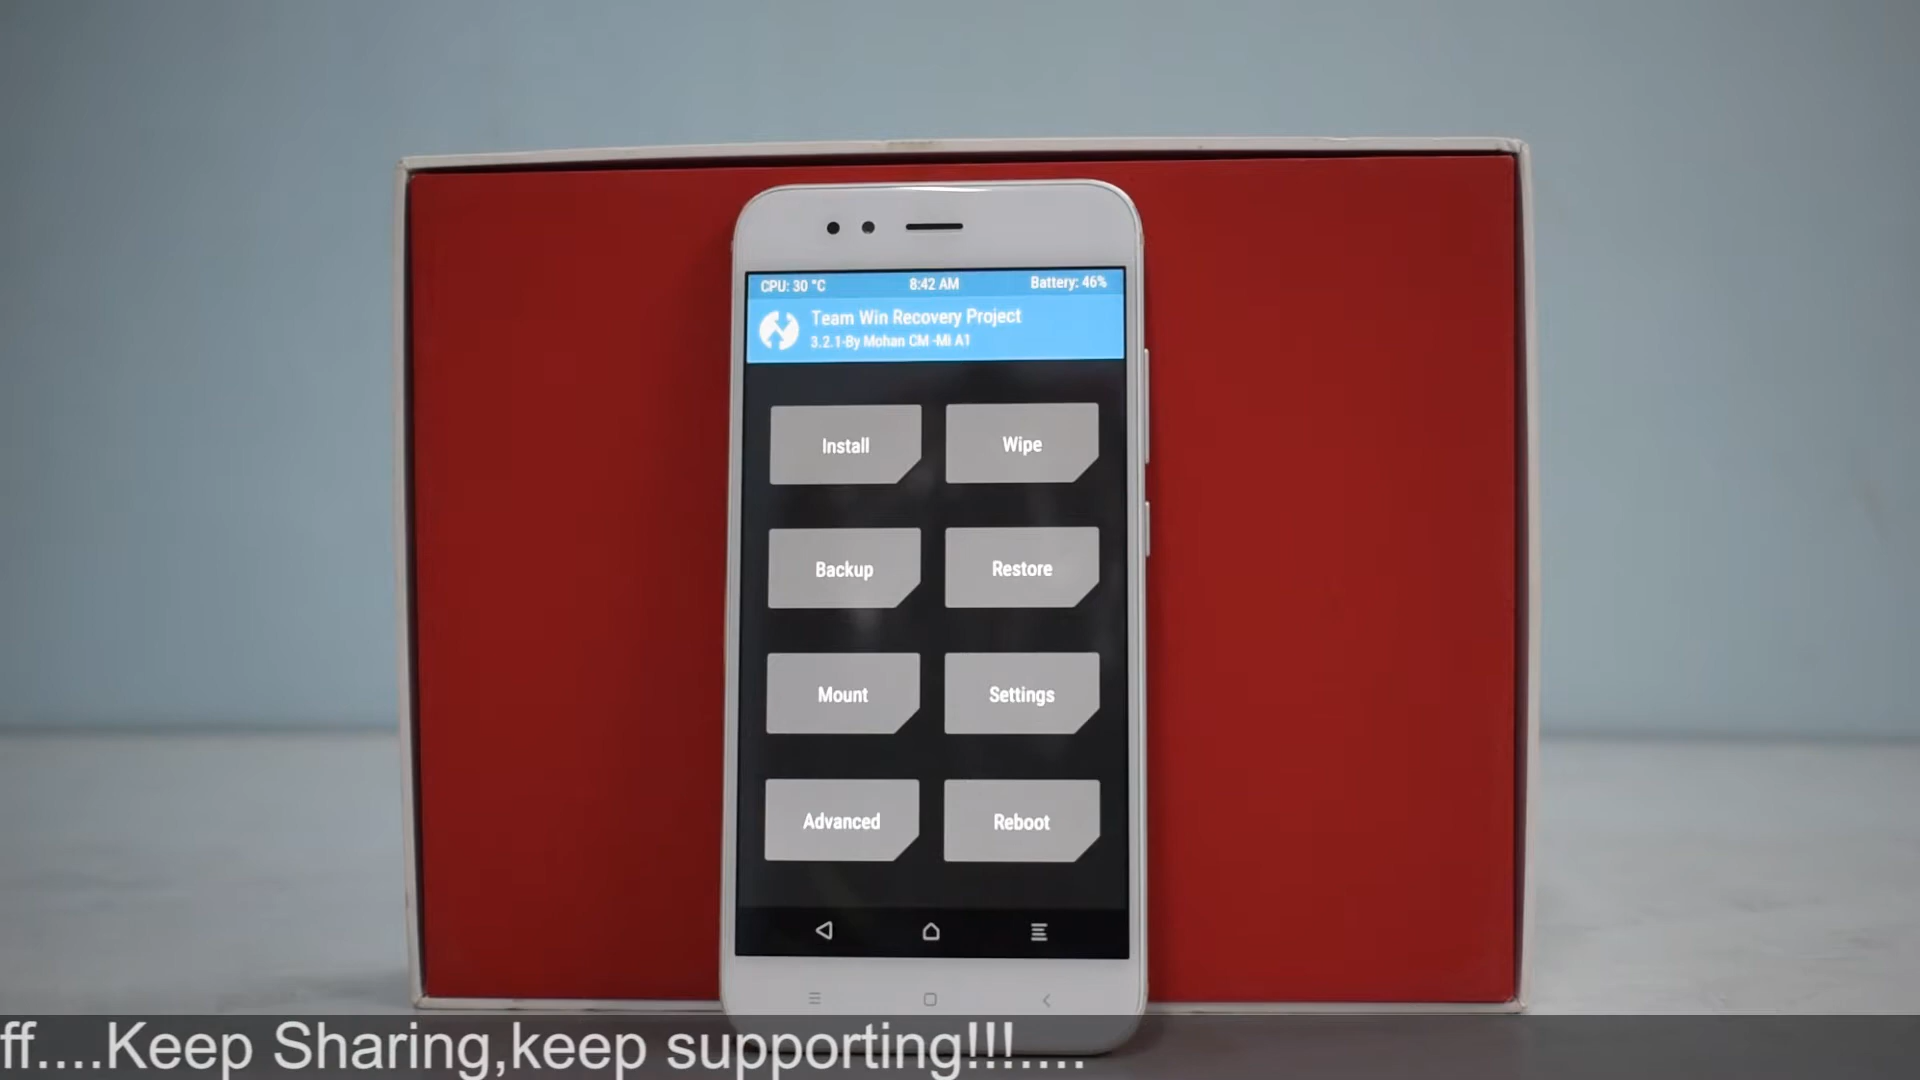 CPU: 30 °C 8:42 AM Battery: 46%
Team Win Recovery Project
3.2.1-By Mohan CM -Mi A1
Install Wipe
Backup Restore
Mount Settings
Advanced Reboot
ff....Keep Sharing,keep supporting!!!....